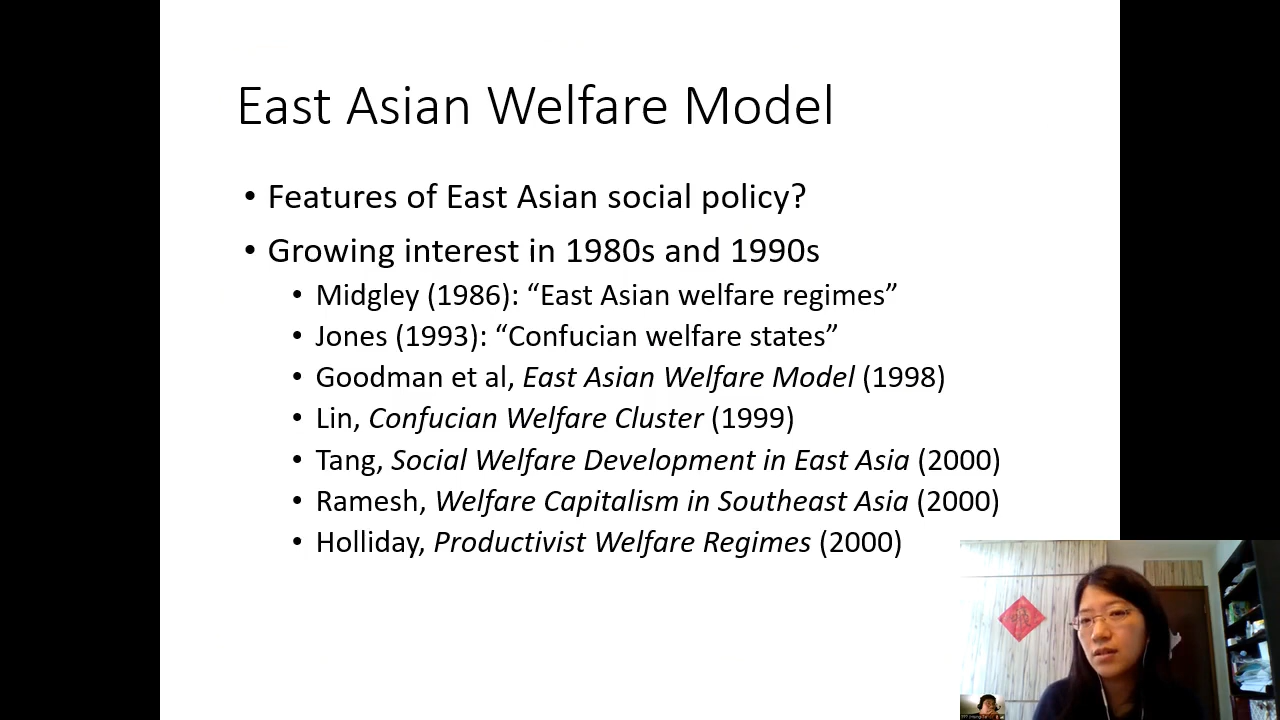 East Asian Welfare Model
• Features of East Asian social policy?
• Growing interest in 1980s and 1990s
• Midgley (1986): “East Asian welfare regimes”
• Jones (1993): “Confucian welfare states”
• Goodman et al, East Asian Welfare Model (1998)
• Lin, Confucian Welfare Cluster (1999)
• Tang, Social Welfare Development in East Asia (2000)
• Ramesh, Welfare Capitalism in Southeast Asia (2000)
• Holliday, Productivist Welfare Regimes (2000)